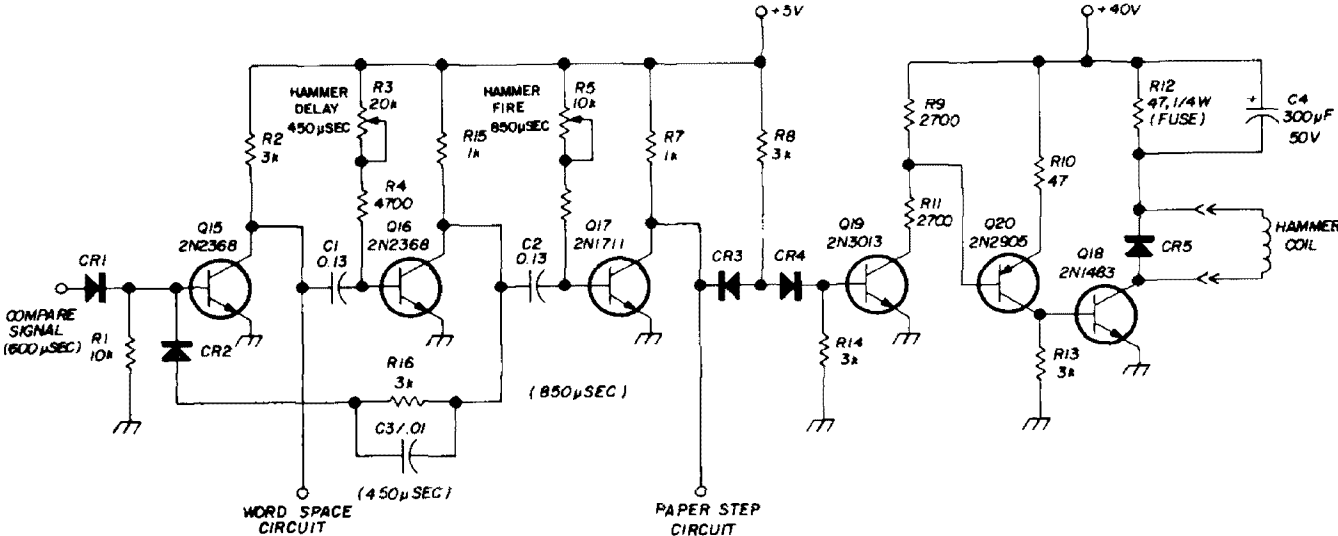 +5V
+40V
HAMMER
DELAY
450µSEC
R3
20k
HAMMER
FIRE
850µSEC
R5
10k
R2
3k
R15
1k
R7
1k
R8
3k
R9
2700
R12
47, 1/4W
(FUSE)
+
C4
300µF
50V
R4
4700
R10
47
R11
2700
Q15
2N2368
Q16
2N2368
Q17
2N1711
Q19
2N3013
Q20
2N2905
Q18
2N1483
CR1
C1
0.13
C2
0.13
CR3
CR4
CR5
HAMMER
COIL
COMPARE
SIGNAL
(600µSEC)
R1
10k
CR2
R16
3k
C3/.01
(450µSEC)
(850µSEC)
R14
3k
R13
3k
WORD SPACE
CIRCUIT
PAPER STEP
CIRCUIT